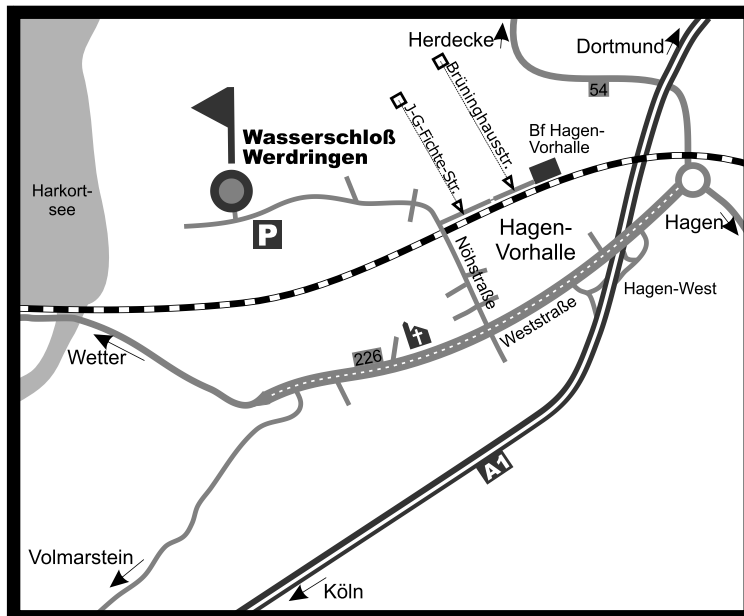 Herdecke
Dortmund
54
Brüninghausstr.
J-G-Fichte-Str.
Bf Hagen-
Vorhalle
Wasserschloß
Werdringen
Harkort-
see
P
Hagen-
Vorhalle
Hagen
Nöhstraße
Hagen-West
Weststraße
226
Wetter
A1
Volmarstein
Köln